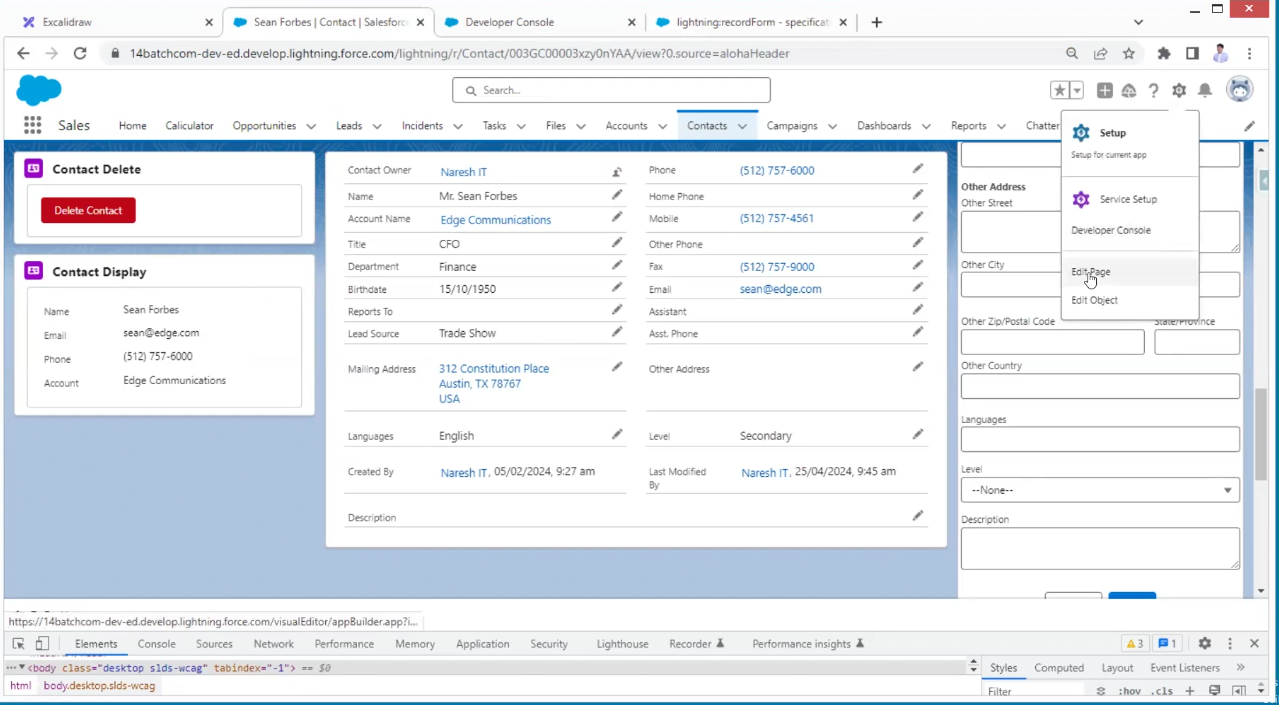 Excalidraw
Sean Forbes | Contact | Salesforc
Developer Console
lightning:recordForm - specificat
14batchcom-dev-ed.develop.lightning.force.com/lightning/r/Contact/003GC00003xzy0nYAA/view?0.source=alohaHeader
Search...
Sales
Home
Calculator
Opportunities
Leads
Incidents
Tasks
Files
Accounts
Contacts
Campaigns
Dashboards
Reports
Chatter
Contact Delete
Delete Contact
Contact Display
Name
Sean Forbes
Email
sean@edge.com
Phone
(512) 757-6000
Account
Edge Communications
Contact Owner
Naresh IT
Phone
(512) 757-6000
Name
Mr. Sean Forbes
Home Phone
Account Name
Edge Communications
Mobile
(512) 757-4561
Title
CFO
Other Phone
Department
Finance
Fax
(512) 757-9000
Birthdate
15/10/1950
Email
sean@edge.com
Reports To
Assistant
Lead Source
Trade Show
Asst. Phone
Mailing Address
312 Constitution Place
Austin, TX 78767
USA
Other Address
Languages
English
Level
Secondary
Created By
Naresh IT, 05/02/2024, 9:27 am
Last Modified
By
Naresh IT, 25/04/2024, 9:45 am
Description
Other Address
Other Street
Other City
Other Zip/Postal Code
State/Province
Other Country
Languages
Level
--None--
Description
Setup
Setup for current app
Service Setup
Developer Console
Edit Page
Edit Object
https://14batchcom-dev-ed.develop.lightning.force.com/visualEditor/appBuilder.app?i...
Elements
Console
Sources
Network
Performance
Memory
Application
Security
Lighthouse
Recorder
Performance insights
3
1
<body class="desktop slds-wcag" tabindex="-1"> == $0
html
body.desktop.slds-wcag
Styles
Computed
Layout
Event Listeners
Filter
:hov
.cls